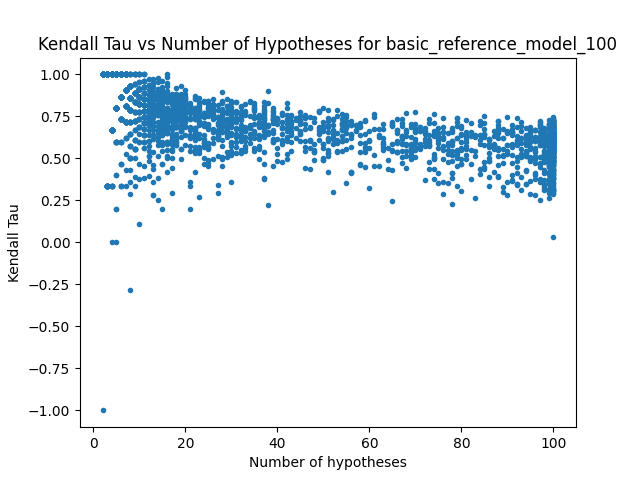 Kendall Tau vs Number of Hypotheses for basic_reference_model_100
1.00
0.75
0.50
0.25
0.00
−0.25
−0.50
−0.75
−1.00
Kendall Tau
0 20 40 60 80 100
Number of hypotheses